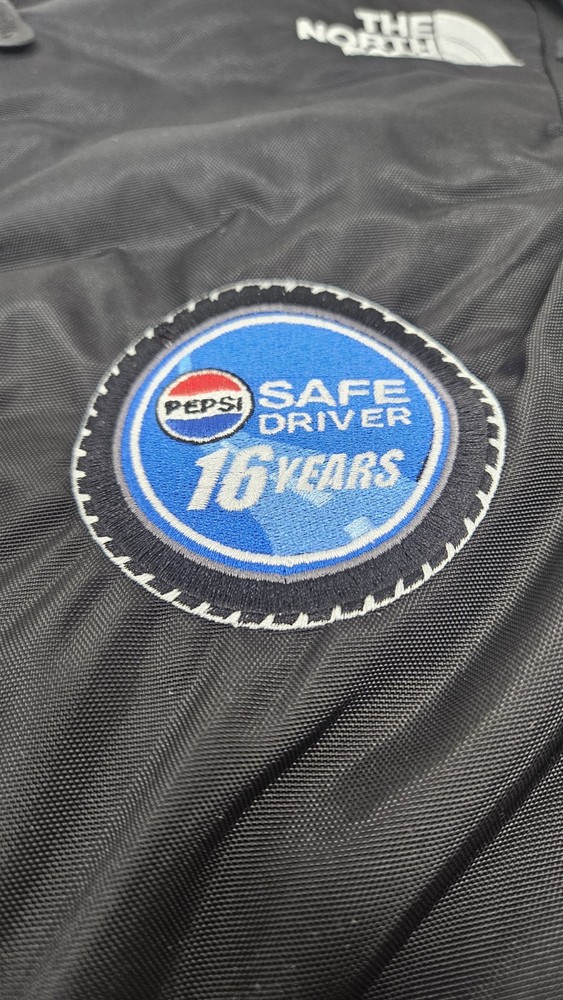 THE
NORTH
PEPSI
SAFE
DRIVER
16 YEARS